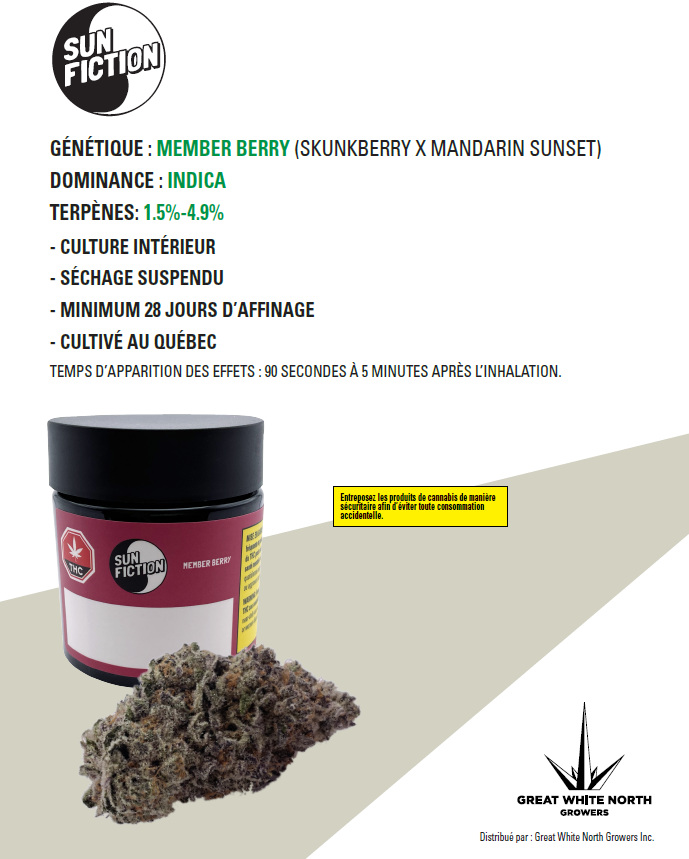 SUN
FICTION
GÉNÉTIQUE : MEMBER BERRY (SKUNKBERRY X MANDARIN SUNSET)
DOMINANCE : INDICA
TERPÈNES: 1.5%-4.9%
- CULTURE INTÉRIEUR
- SÉCHAGE SUSPENDU
- MINIMUM 28 JOURS D’AFFINAGE
- CULTIVÉ AU QUÉBEC
TEMPS D’APPARITION DES EFFETS : 90 SECONDES À 5 MINUTES APRÈS L’INHALATION.
Entreposez les produits de cannabis de manière
sécuritaire afin d’éviter toute consommation
accidentelle.
THC
SUN
FICTION
MEMBER BERRY
GREAT WHITE NORTH
GROWERS
Distribué par : Great White North Growers Inc.